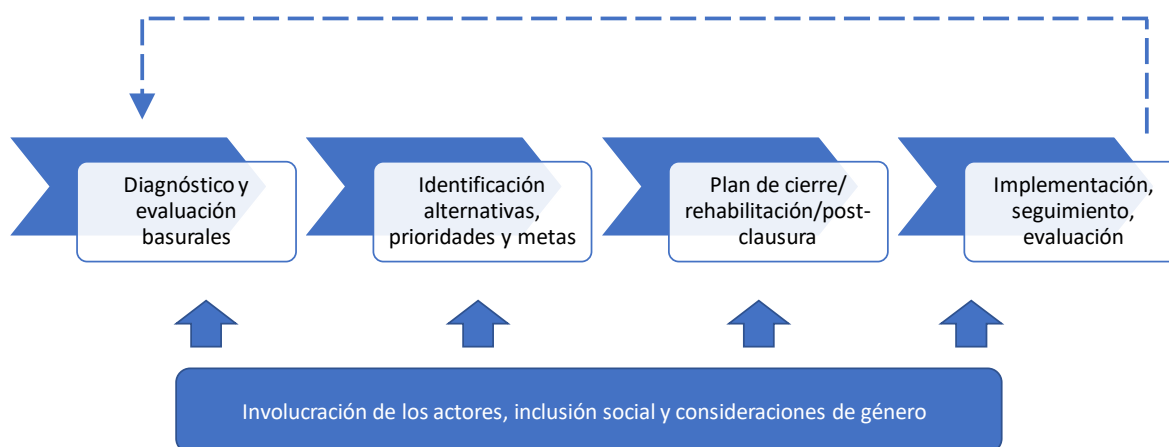 Diagnóstico y
evaluación
basurales
Identificación
alternativas,
prioridades y metas
Plan de cierre/
rehabilitación/post-
clausura
Implementación,
seguimiento,
evaluación
Involucración de los actores, inclusión social y consideraciones de género